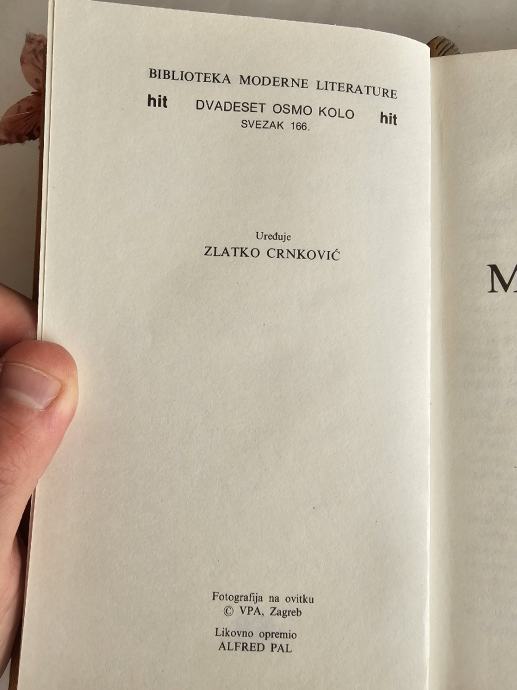 BIBLIOTEKA MODERNE LITERATURE
hit DVADESET OSMO KOLO hit
SVEZAK 166.
Uređuje
ZLATKO CRNKOVIĆ
M
Fotografija na ovitku
© VPA, Zagreb
Likovno opremio
ALFRED PAL